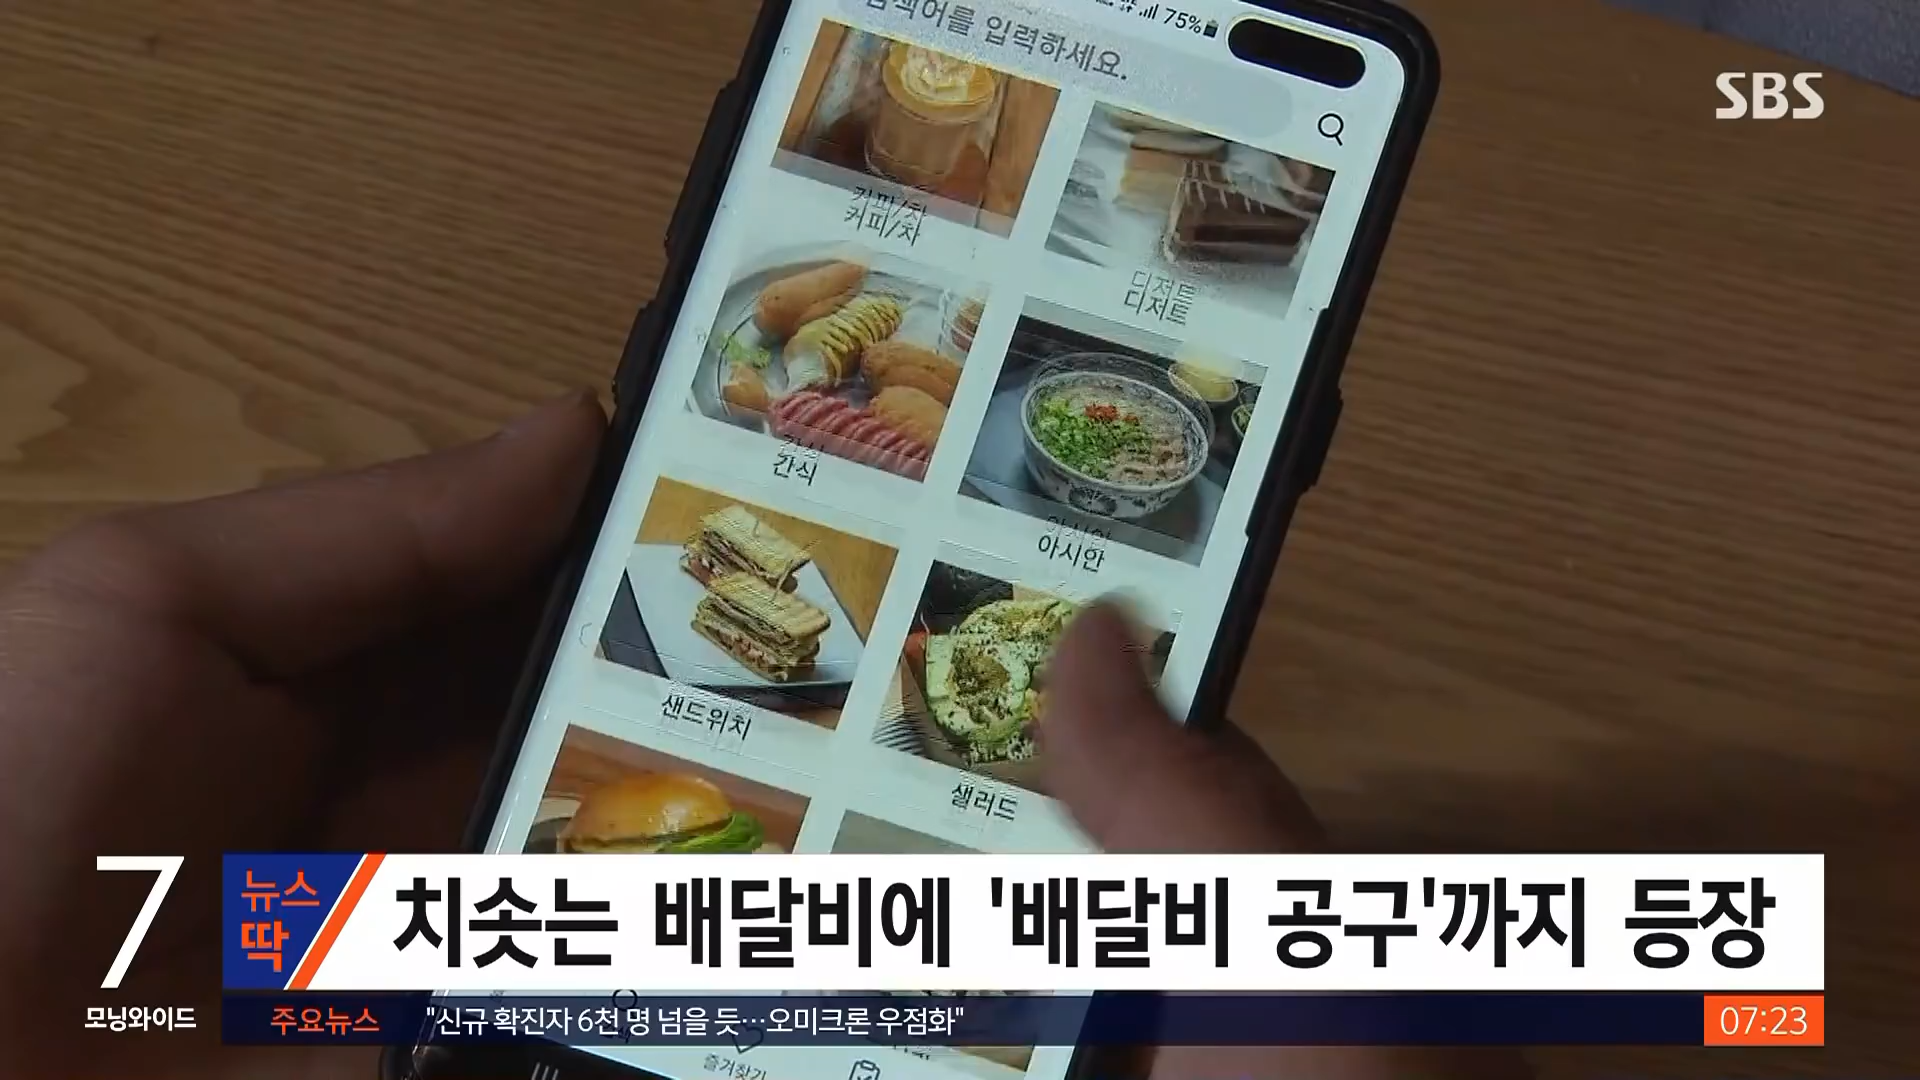 검색어를 입력하세요.
75%
SBS
커피/차
디저트
간식
아시안
샌드위치
샐러드
7
모닝와이드
뉴스
딱
치솟는 배달비에 '배달비 공구'까지 등장
주요뉴스
"신규 확진자 6천 명 넘을 듯…오미크론 우점화"
07:23
즐겨찾기